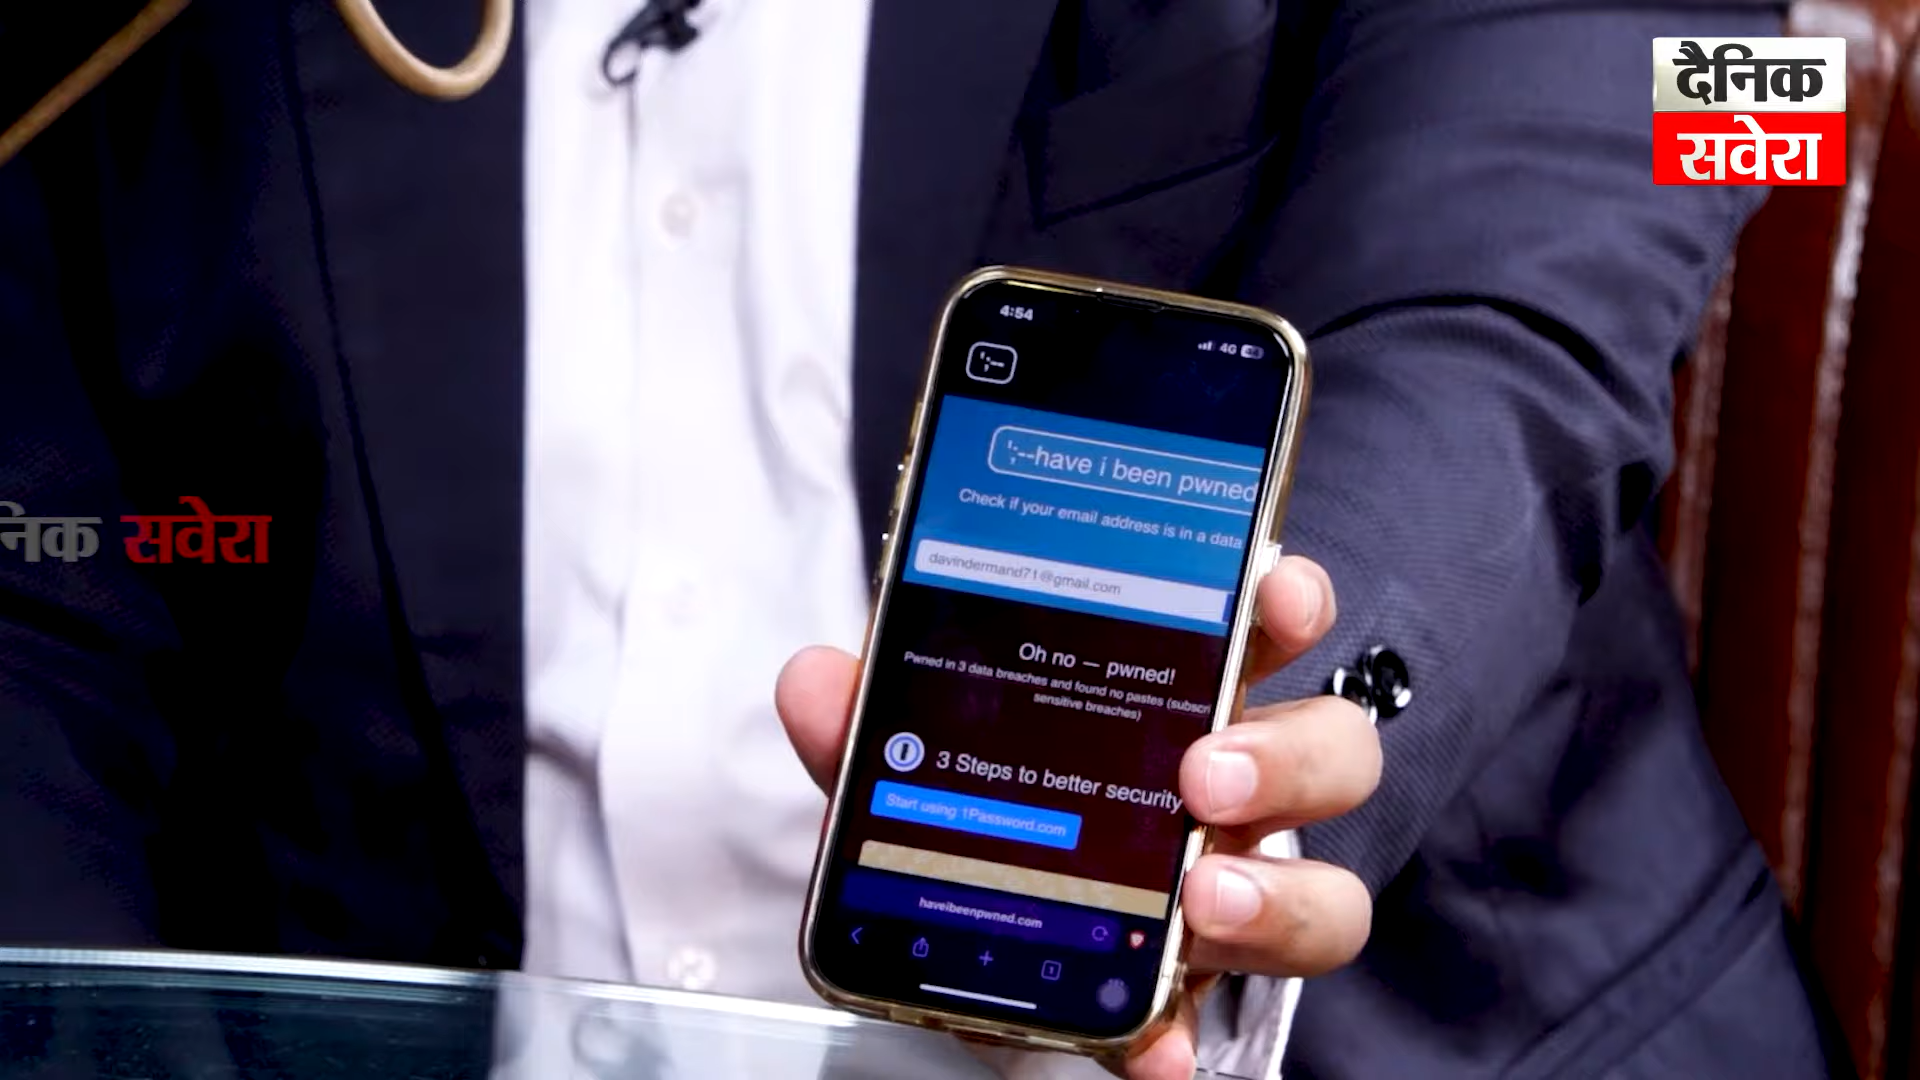 दैनिक
सवेरा
निक सवेरा
4:54
4G
';--have i been pwned
Check if your email address is in a data
davindermand71@gmail.com
Oh no — pwned!
Pwned in 3 data breaches and found no pastes (subscri
sensitive breaches)
3 Steps to better security
Start using 1Password.com
haveibeenpwned.com